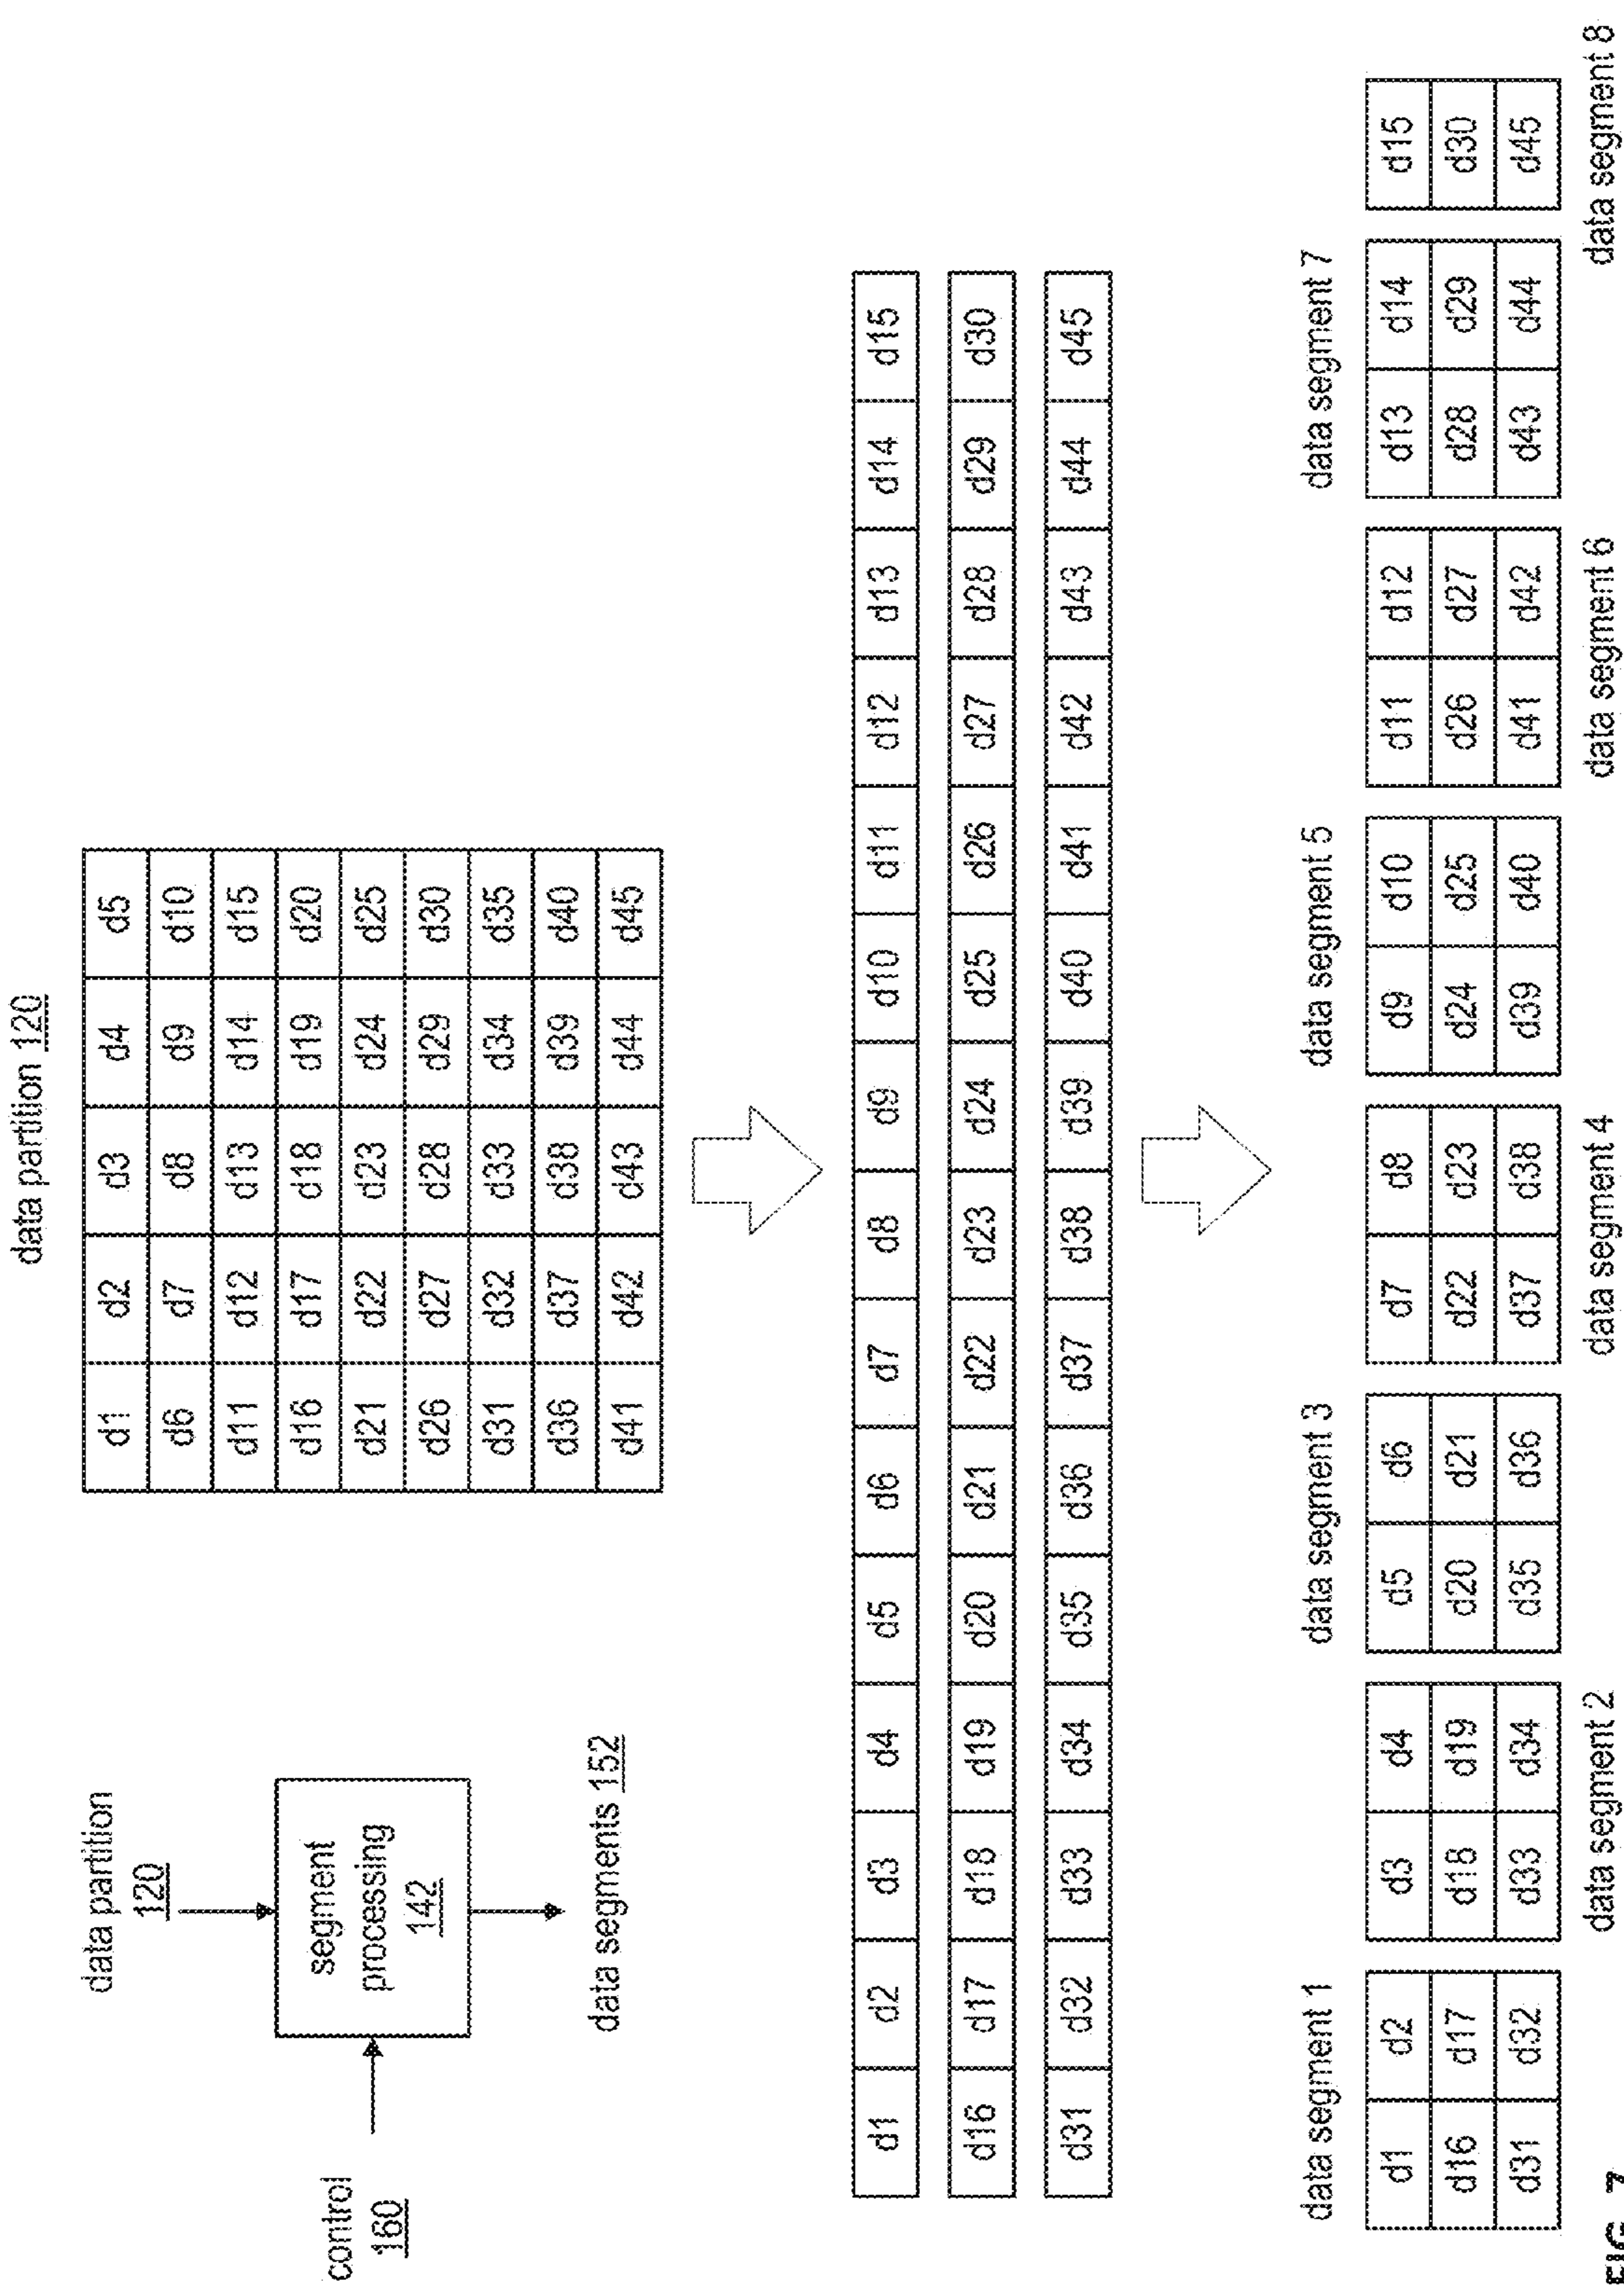 data partition
120
control
160
segment
processing
142
data segments 152
data partition 120
d1 d2 d3 d4 d5
d6 d7 d8 d9 d10
d11 d12 d13 d14 d15
d16 d17 d18 d19 d20
d21 d22 d23 d24 d25
d26 d27 d28 d29 d30
d31 d32 d33 d34 d35
d36 d37 d38 d39 d40
d41 d42 d43 d44 d45
d1 d2 d3 d4 d5 d6 d7 d8 d9 d10 d11 d12 d13 d14 d15
d16 d17 d18 d19 d20 d21 d22 d23 d24 d25 d26 d27 d28 d29 d30
d31 d32 d33 d34 d35 d36 d37 d38 d39 d40 d41 d42 d43 d44 d45
data segment 1 data segment 3 data segment 5 data segment 7
d1 d2 d3 d4 d5 d6 d7 d8 d9 d10 d11 d12 d13 d14 d15
d16 d17 d18 d19 d20 d21 d22 d23 d24 d25 d26 d27 d28 d29 d30
d31 d32 d33 d34 d35 d36 d37 d38 d39 d40 d41 d42 d43 d44 d45
data segment 2 data segment 4 data segment 6 data segment 8
FIG. 7